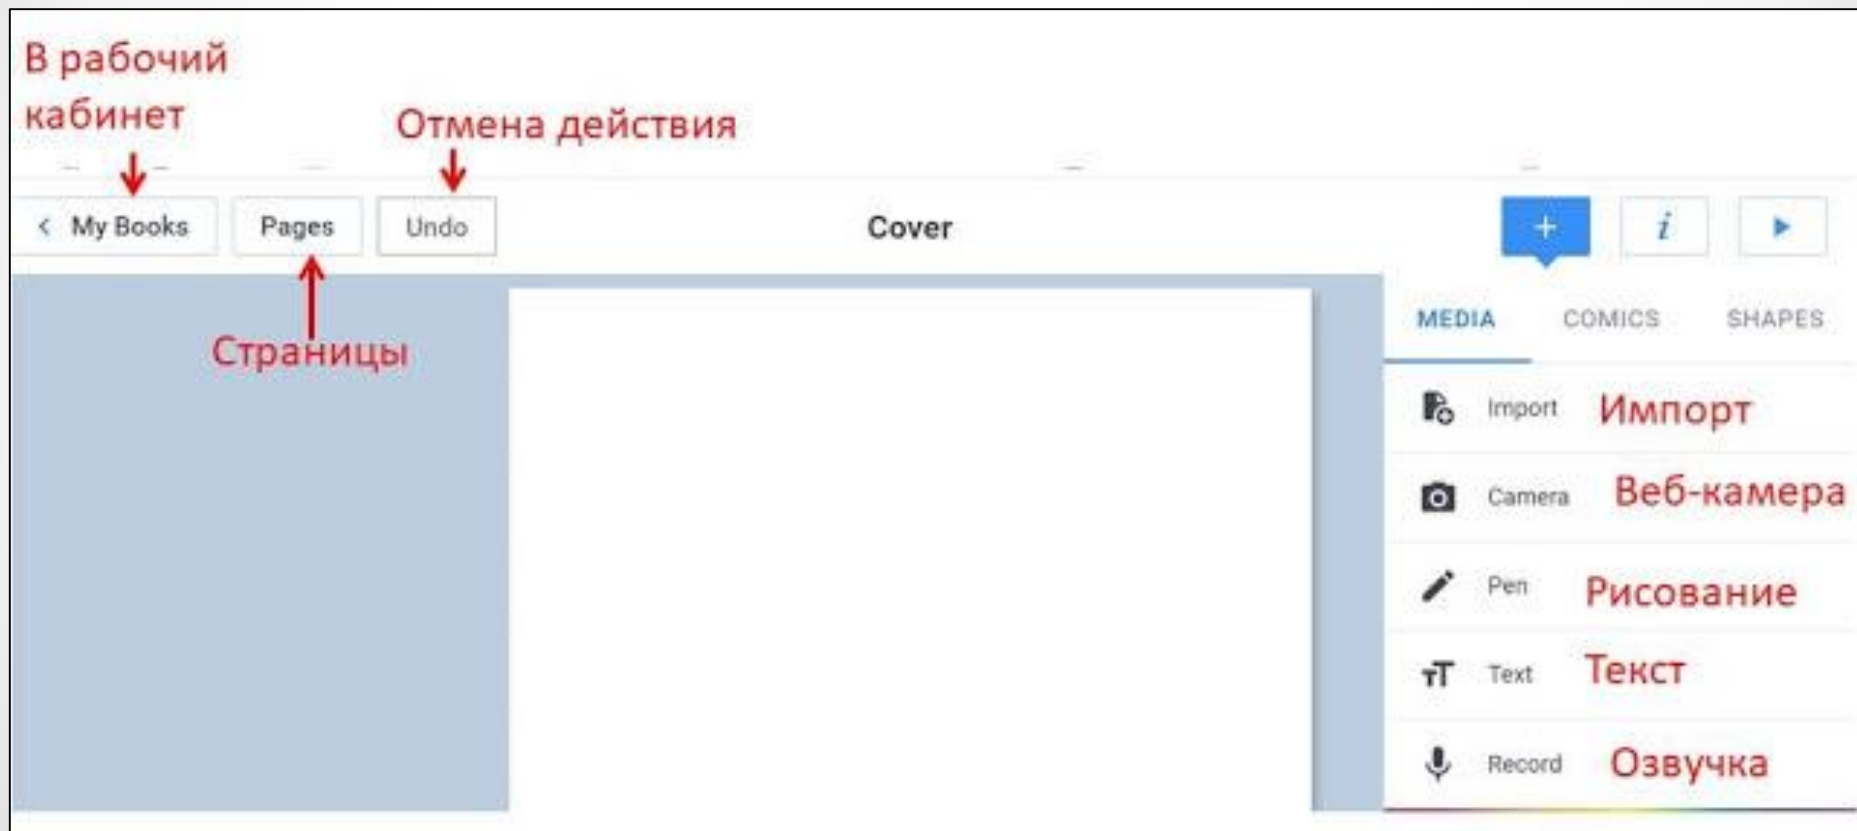 В рабочий
кабинет
Отмена действия
My Books
Pages
Undo
Cover
+
i
Страницы
MEDIA
COMICS
SHAPES
Import
Импорт
Camera
Веб-камера
Pen
Рисование
Text
Текст
Record
Озвучка